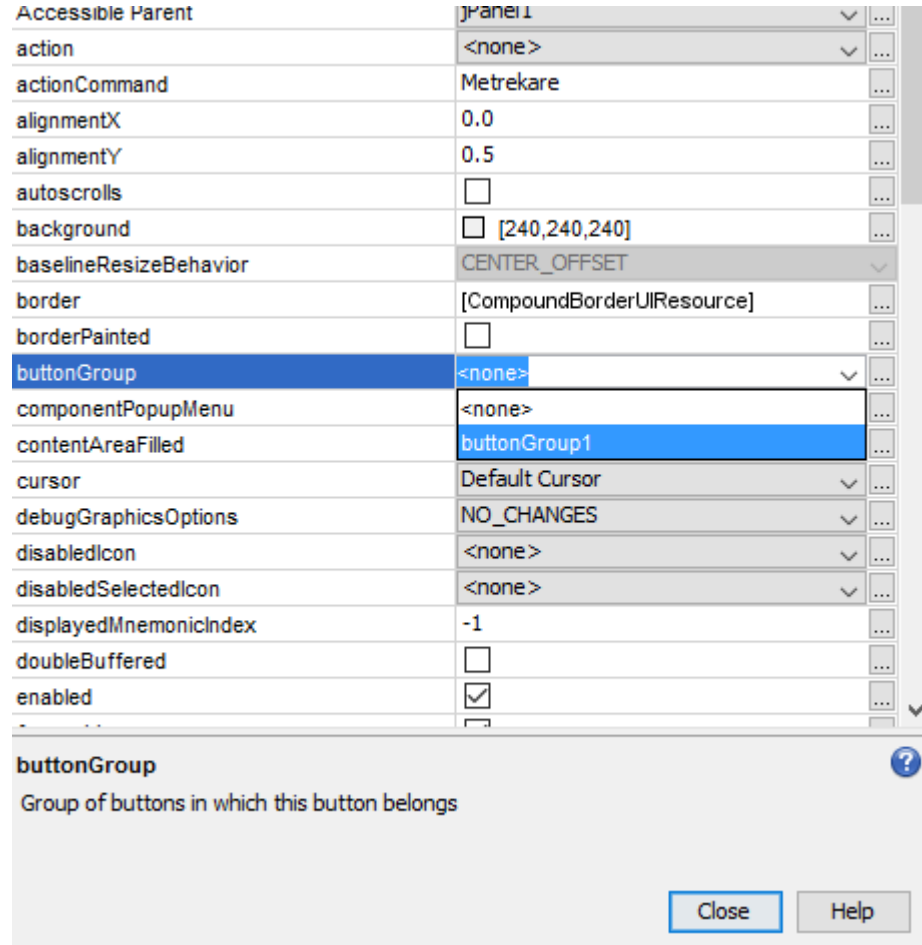 Accessible Parent jPanel1 ...
action <none> ...
actionCommand Metrekare ...
alignmentX 0.0 ...
alignmentY 0.5 ...
autoscrolls ...
background [240,240,240] ...
baselineResizeBehavior CENTER_OFFSET
border [CompoundBorderUIResource] ...
borderPainted ...
buttonGroup <none> ...
componentPopupMenu <none> ...
contentAreaFilled buttonGroup1 ...
cursor Default Cursor ...
debugGraphicsOptions NO_CHANGES ...
disabledIcon <none> ...
disabledSelectedIcon <none> ...
displayedMnemonicIndex -1 ...
doubleBuffered ...
enabled ...
buttonGroup ?
Group of buttons in which this button belongs
Close Help